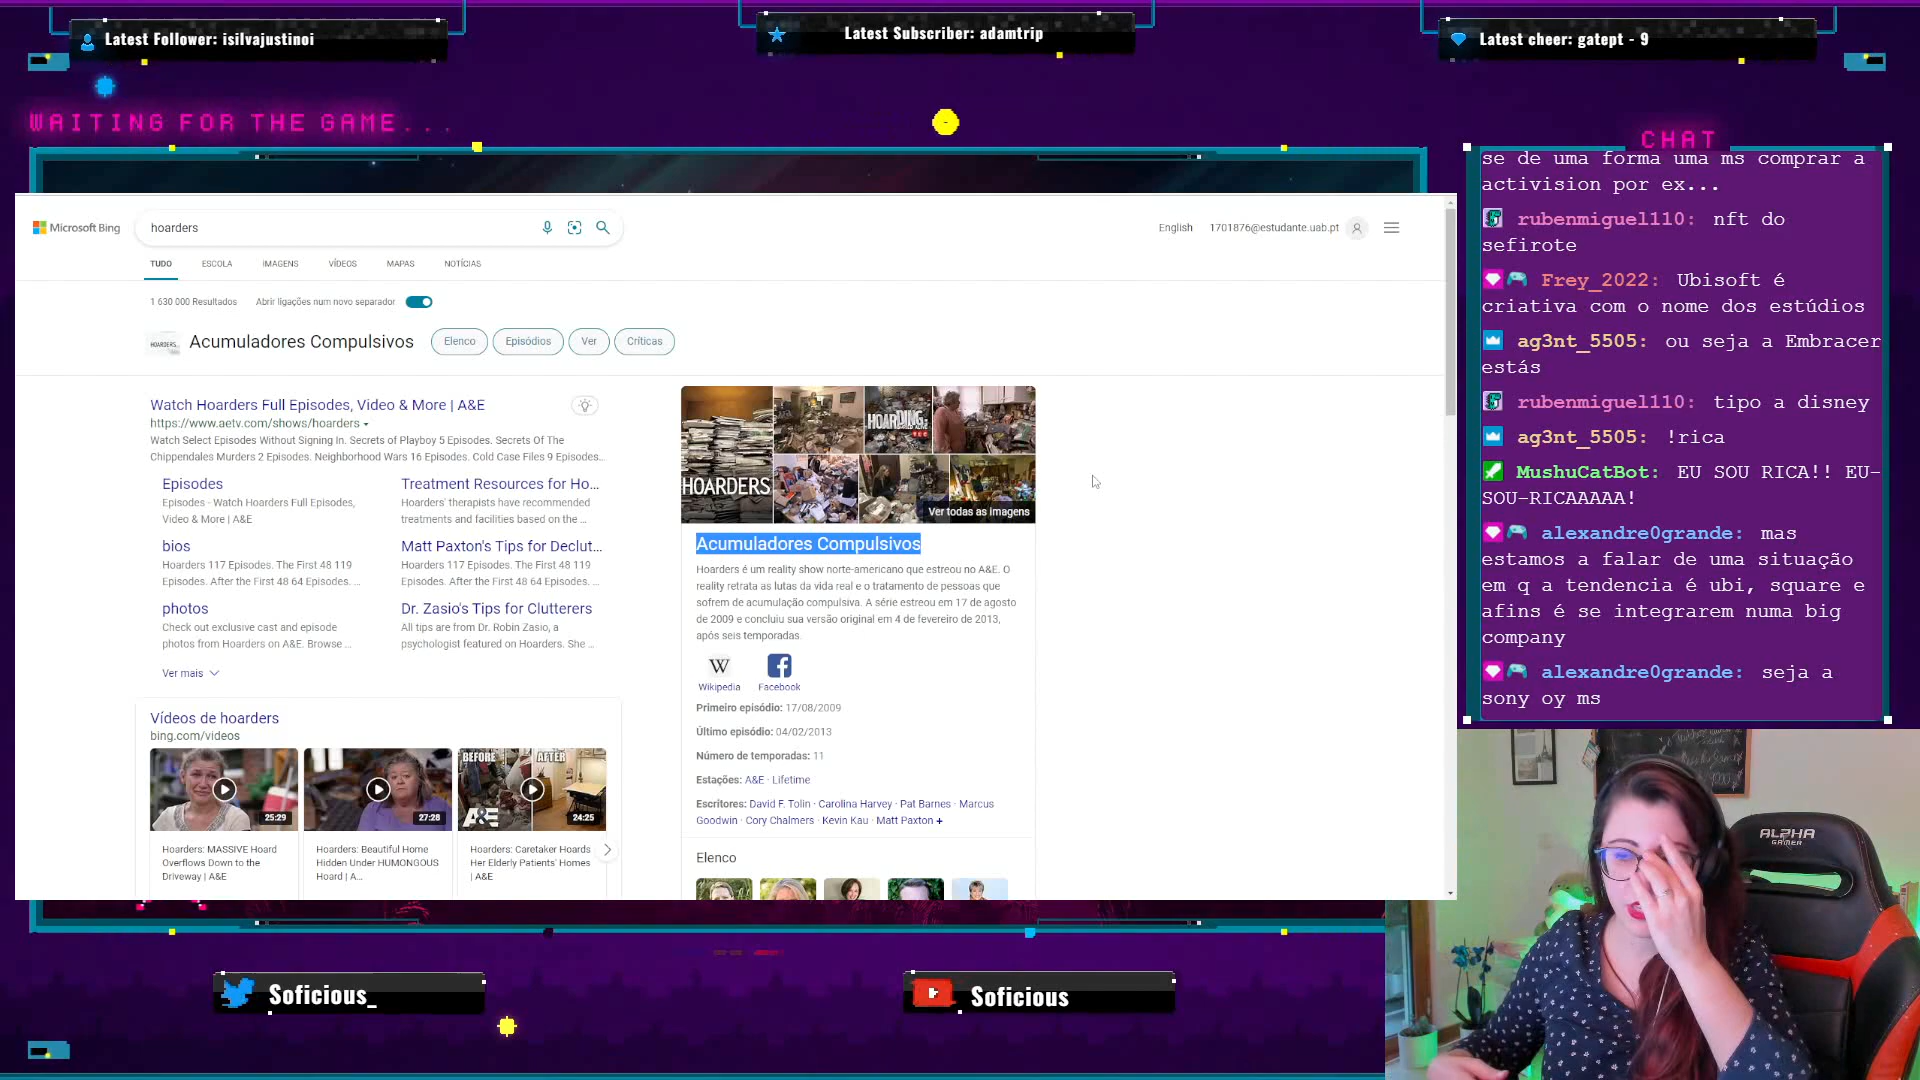 Latest Follower: isilvajustinoi
Latest Subscriber: adamtrip
Latest cheer: gatept - 9
WAITING FOR THE GAME...
CHAT
se de uma forma uma ms comprar a
activision por ex...
rubenmiguel110: nft do
sefirote
Frey_2022: Ubisoft é
criativa com o nome dos estúdios
ag3nt_5505: ou seja a Embracer
estás
rubenmiguel110: tipo a disney
ag3nt_5505: !rica
MushuCatBot: EU SOU RICA!! EU-
SOU-RICAAAAA!
alexandre0grande: mas
estamos a falar de uma situação
em q a tendencia é ubi, square e
afins é se integrarem numa big
company
alexandre0grande: seja a
sony oy ms
Microsoft Bing
hoarders
English
1701876@estudante.uab.pt
TUDO
ESCOLA
IMAGENS
VÍDEOS
MAPAS
NOTÍCIAS
1 630 000 Resultados
Abrir ligações num novo separador
HOARDERS
Acumuladores Compulsivos
Elenco
Episódios
Ver
Críticas
Watch Hoarders Full Episodes, Video & More | A&E
https://www.aetv.com/shows/hoarders
Watch Select Episodes Without Signing In. Secrets of Playboy 5 Episodes. Secrets Of The
Chippendales Murders 2 Episodes. Neighborhood Wars 16 Episodes. Cold Case Files 9 Episodes...
Episodes
Episodes - Watch Hoarders Full Episodes,
Video & More | A&E
Treatment Resources for Ho...
Hoarders' therapists have recommended
treatments and facilities based on the ...
bios
Hoarders 117 Episodes. The First 48 119
Episodes. After the First 48 64 Episodes. ...
Matt Paxton's Tips for Declut...
Hoarders 117 Episodes. The First 48 119
Episodes. After the First 48 64 Episodes. ...
photos
Check out exclusive cast and episode
photos from Hoarders on A&E. Browse ...
Dr. Zasio's Tips for Clutterers
All tips are from Dr. Robin Zasio, a
psychologist featured on Hoarders. She ...
Ver mais
Vídeos de hoarders
bing.com/videos
25:29
27:28
BEFORE
AFTER
A&E
24:25
Hoarders: MASSIVE Hoard
Overflows Down to the
Driveway | A&E
Hoarders: Beautiful Home
Hidden Under HUMONGOUS
Hoard | A...
Hoarders: Caretaker Hoards
Her Elderly Patients' Homes
| A&E
HOARDERS
HOARDING
TLC
Ver todas as imagens
Acumuladores Compulsivos
Hoarders é um reality show norte-americano que estreou no A&E. O
reality retrata as lutas da vida real e o tratamento de pessoas que
sofrem de acumulação compulsiva. A série estreou em 17 de agosto
de 2009 e concluiu sua versão original em 4 de fevereiro de 2013,
após seis temporadas.
Wikipedia
Facebook
Primeiro episódio: 17/08/2009
Último episódio: 04/02/2013
Número de temporadas: 11
Estações: A&E · Lifetime
Escritores: David F. Tolin · Carolina Harvey · Pat Barnes · Marcus
Goodwin · Cory Chalmers · Kevin Kau · Matt Paxton +
Elenco
ALPHA
GAMER
Soficious_
Soficious